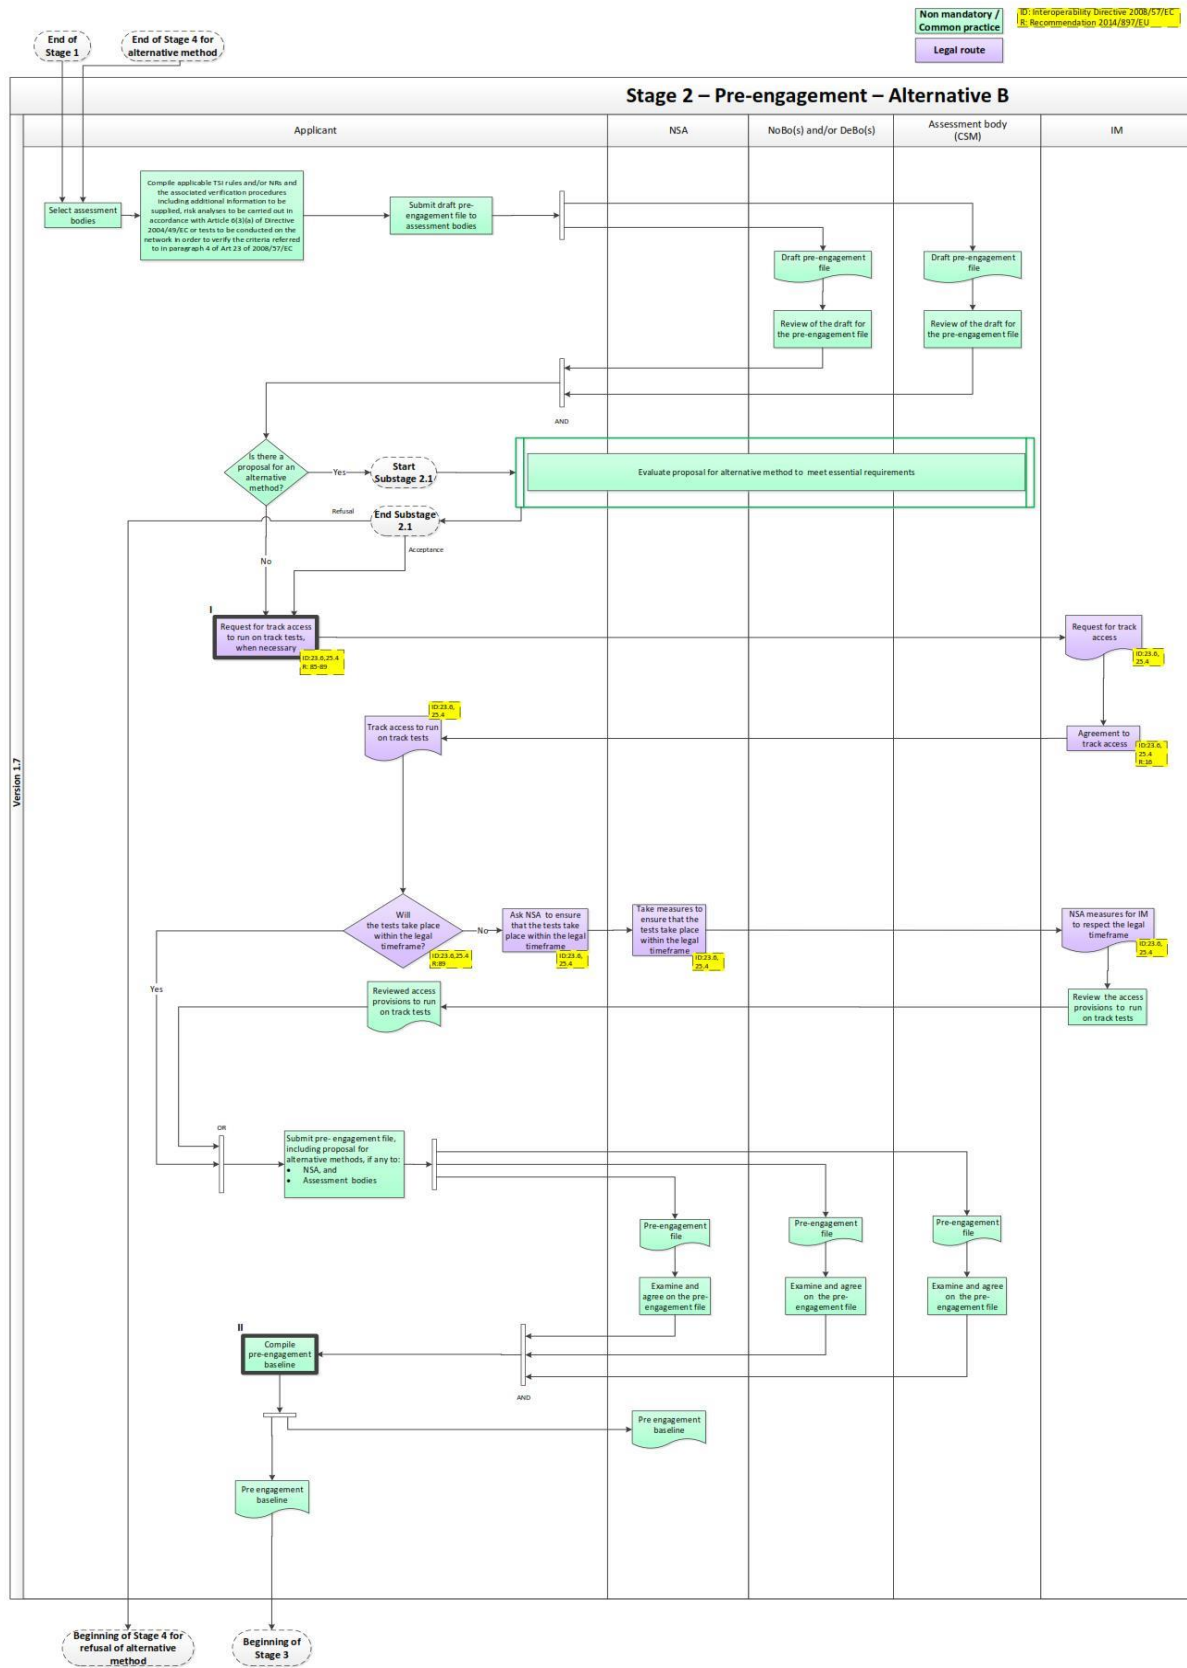 Non mandatory /
Common practice
ID: Interoperability Directive 2008/57/EC
R: Recommendation 2014/897/EU
Legal route
End of
Stage 1
End of Stage 4 for
alternative method
Stage 2 – Pre-engagement – Alternative B
Applicant
NSA
NoBo(s) and/or DeBo(s)
Assessment body
(CSM)
IM
Version 1.7
Select assessment
bodies
Compile applicable TSI rules and/or NRs and
the associated verification procedures
including additional information to be
supplied, risk analyses to be carried out in
accordance with Article 6(3)(a) of Directive
2004/49/EC or tests to be conducted on the
network in order to verify the criteria referred
to in paragraph 4 of Art 23 of 2008/57/EC
Submit draft pre-
engagement file to
assessment bodies
Draft pre-engagement
file
Draft pre-engagement
file
Review of the draft for
the pre-engagement file
Review of the draft for
the pre-engagement file
AND
Is there a
proposal for an
alternative
method?
Yes
Start
Substage 2.1
Evaluate proposal for alternative method to meet essential requirements
Refusal
End Substage
2.1
Acceptance
No
I
Request for track access
to run on track tests,
when necessary
ID:23.6,25.4
R: 85-89
Request for track
access
ID:23.6,
25.4
ID:23.6,
25.4
Track access to run
on track tests
Agreement to
track access
ID:23.6,
25.4
R:16
Will
the tests take place
within the legal
timeframe?
ID:23.6,25.4
R:89
No
Ask NSA to ensure
that the tests take
place within the legal
timeframe
ID:23.6,
25.4
Take measures to
ensure that the
tests take place
within the legal
timeframe
ID:23.6,
25.4
NSA measures for IM
to respect the legal
timeframe
ID:23.6,
25.4
Yes
Reviewed access
provisions to run
on track tests
Review the access
provisions to run
on track tests
OR
Submit pre- engagement file,
including proposal for
alternative methods, if any to:
• NSA, and
• Assessment bodies
Pre-engagement
file
Pre-engagement
file
Pre-engagement
file
Examine and
agree on the pre-
engagement file
Examine and agree
on the pre-
engagement file
Examine and agree
on the pre-
engagement file
II
Compile
pre-engagement
baseline
AND
Pre engagement
baseline
Pre engagement
baseline
Beginning of Stage 4 for
refusal of alternative
method
Beginning of
Stage 3